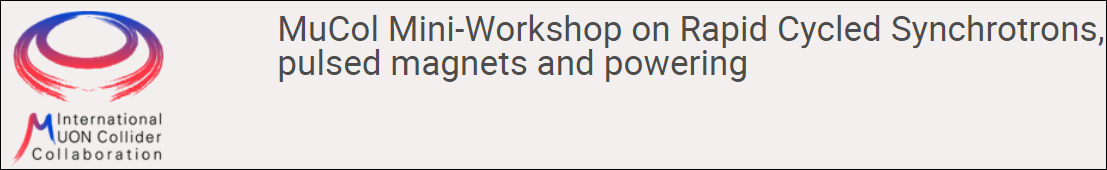 MuCol Mini-Workshop on Rapid Cycled Synchrotrons,
pulsed magnets and powering
International
MUON Collider
Collaboration